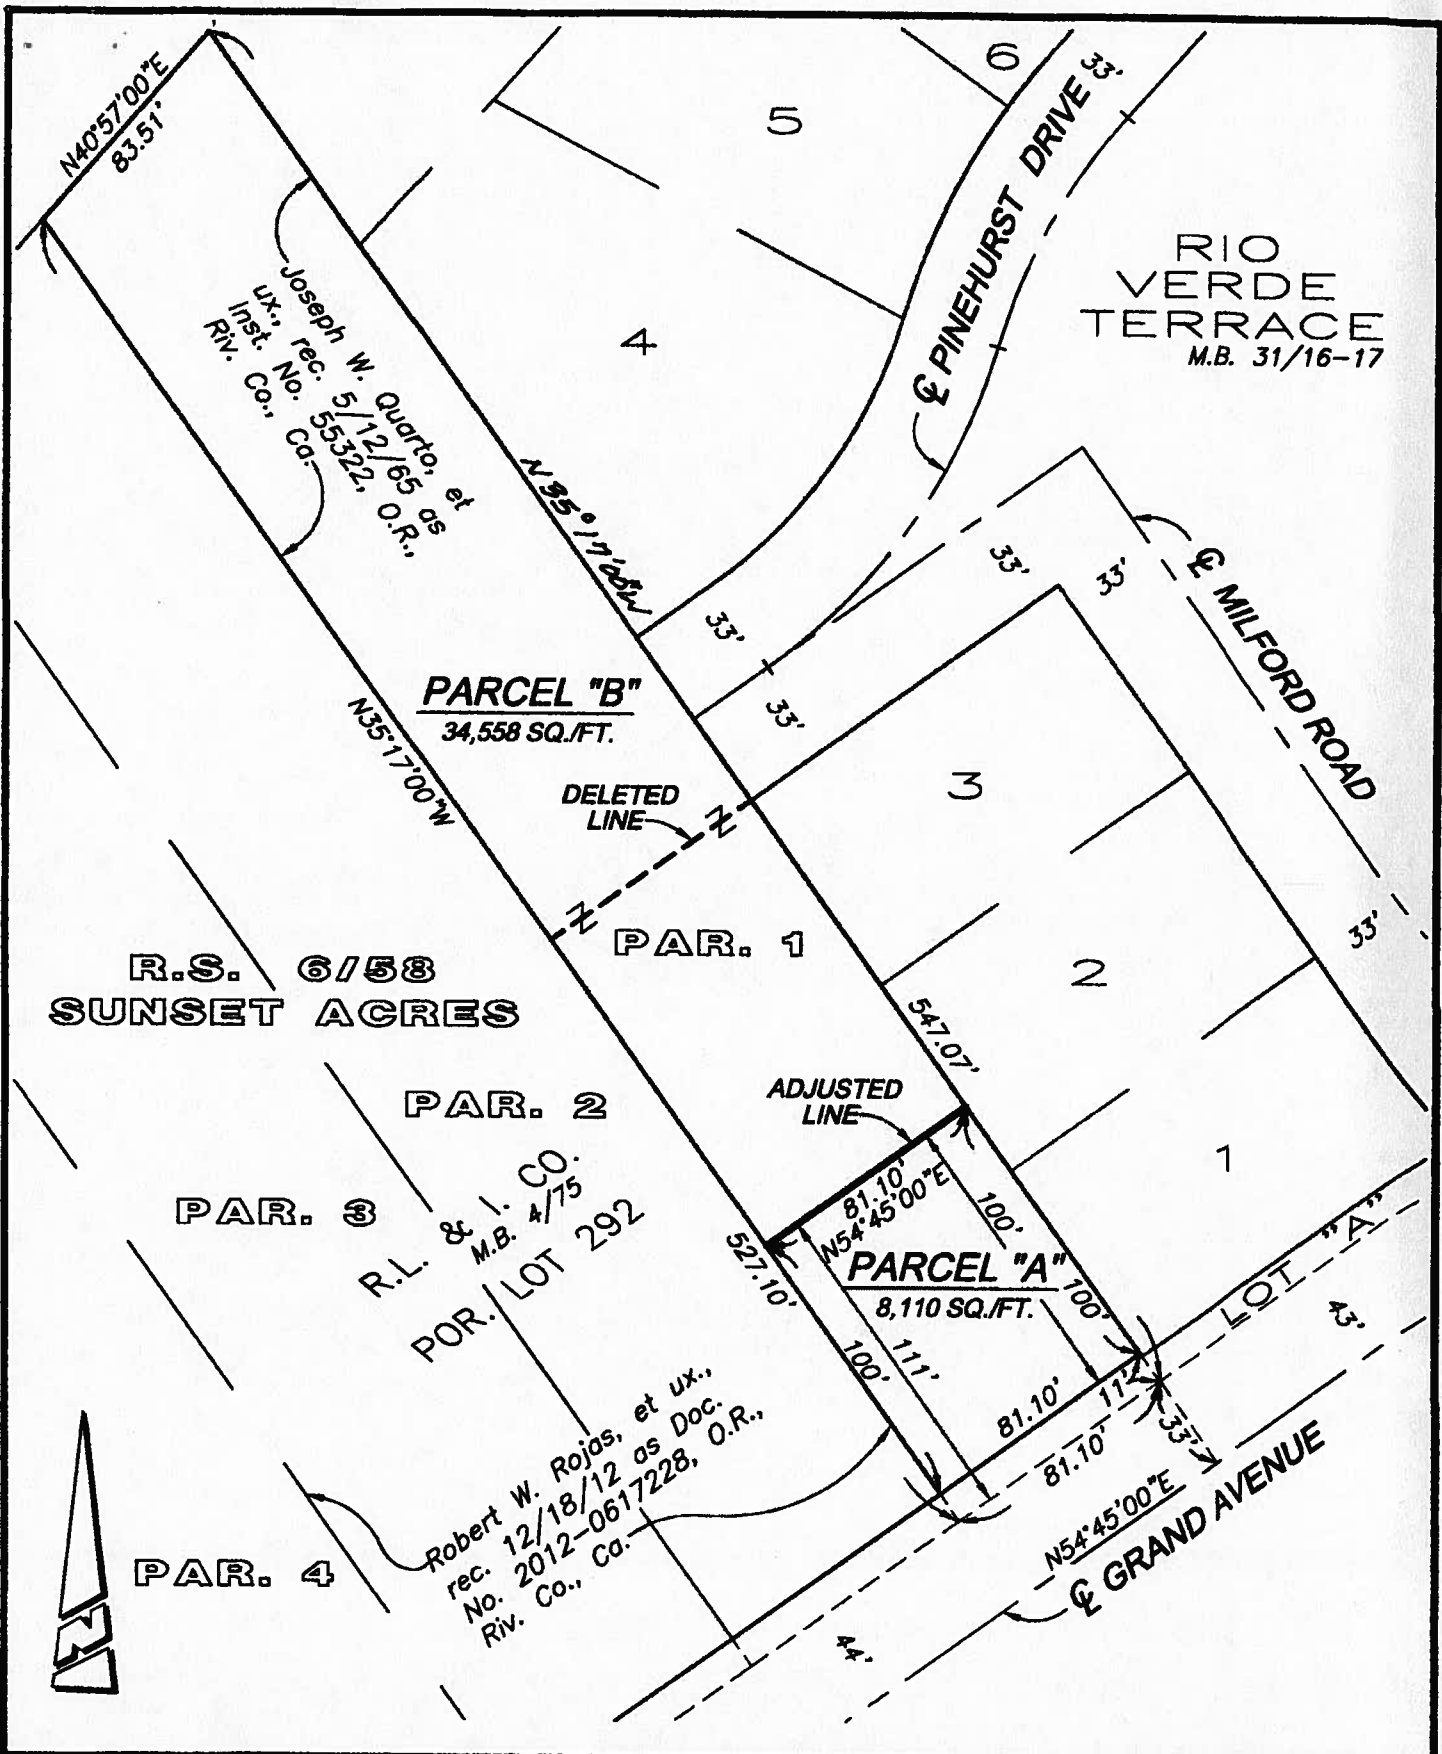 N40°57'00"E
83.51'
6
33'
5
RIO
VERDE
TERRACE
M.B. 31/16-17
℄ PINEHURST DRIVE
4
Joseph W. Quarto, et
ux., rec. 5/12/65 as
Inst. No. 55322, O.R.,
Riv. Co., Ca.
N35°17'00"W
33'
33'
℄ MILFORD ROAD
33'
33'
33'
PARCEL "B"
34,558 SQ./FT.
N35°17'00"W
DELETED
LINE
3
PAR. 1
R.S. 6/58
SUNSET ACRES
2
547.07'
ADJUSTED
LINE
PAR. 2
81.10'
N54°45'00"E
100'
1
PAR. 3
R.L. & I. CO.
M.B. 4/75
POR. LOT 292
527.10'
PARCEL "A"
8,110 SQ./FT.
100'
LOT "A"
43'
100'
111'
81.10'
11'
81.10'
33'
N54°45'00"E
℄ GRAND AVENUE
Robert W. Rojas, et ux.,
rec. 12/18/12 as Doc.
No. 2012-0617228, O.R.,
Riv. Co., Ca.
PAR. 4
44'
N